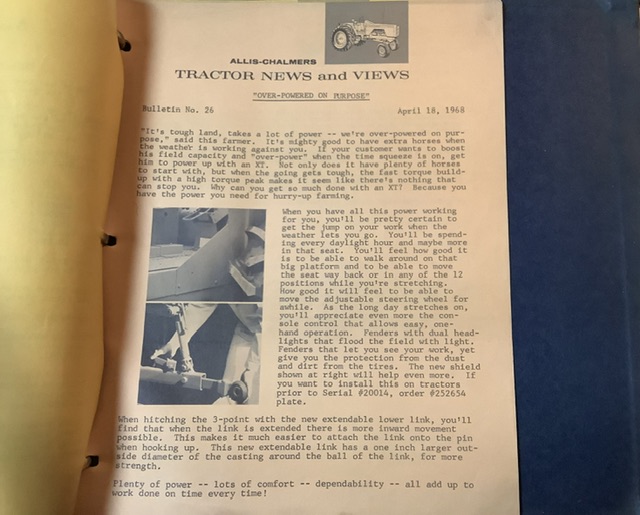 ALLIS-CHALMERS
TRACTOR NEWS and VIEWS
"OVER-POWERED ON PURPOSE"
Bulletin No. 26 April 18, 1968
"It's tough land, takes a lot of power -- we're over-powered on pur-
pose," said this farmer. It's mighty good to have extra horses when
the weather is working against you. If your customer wants to boost
his field capacity and "over-power" when the time squeeze is on, get
him to power up with an XT. Not only does it have plenty of horses
to start with, but when the going gets tough, the fast torque build-
up with a high torque peak makes it seem like there's nothing that
can stop you. Why can you get so much done with an XT? Because you
have the power you need for hurry-up farming.
When you have all this power working
for you, you'll be pretty certain to
get the jump on your work when the
weather lets you go. You'll be spend-
ing every daylight hour and maybe more
in that seat. You'll feel how good it
is to be able to walk around on that
big platform and to be able to move
the seat way back or in any of the 12
positions while you're stretching.
How good it will feel to be able to
move the adjustable steering wheel for
awhile. As the long day stretches on,
you'll appreciate even more the con-
sole control that allows easy, one-
hand operation. Fenders with dual head-
lights that flood the field with light.
Fenders that let you see your work, yet
give you the protection from the dust
and dirt from the tires. The new shield
shown at right will help even more. If
you want to install this on tractors
prior to Serial #20014, order #252654
plate.
When hitching the 3-point with the new extendable lower link, you'll
find that when the link is extended there is more inward movement
possible. This makes it much easier to attach the link onto the pin
when hooking up. This new extendable link has a one inch larger out-
side diameter of the casting around the ball of the link, for more
strength.
Plenty of power -- lots of comfort -- dependability -- all add up to
work done on time every time!